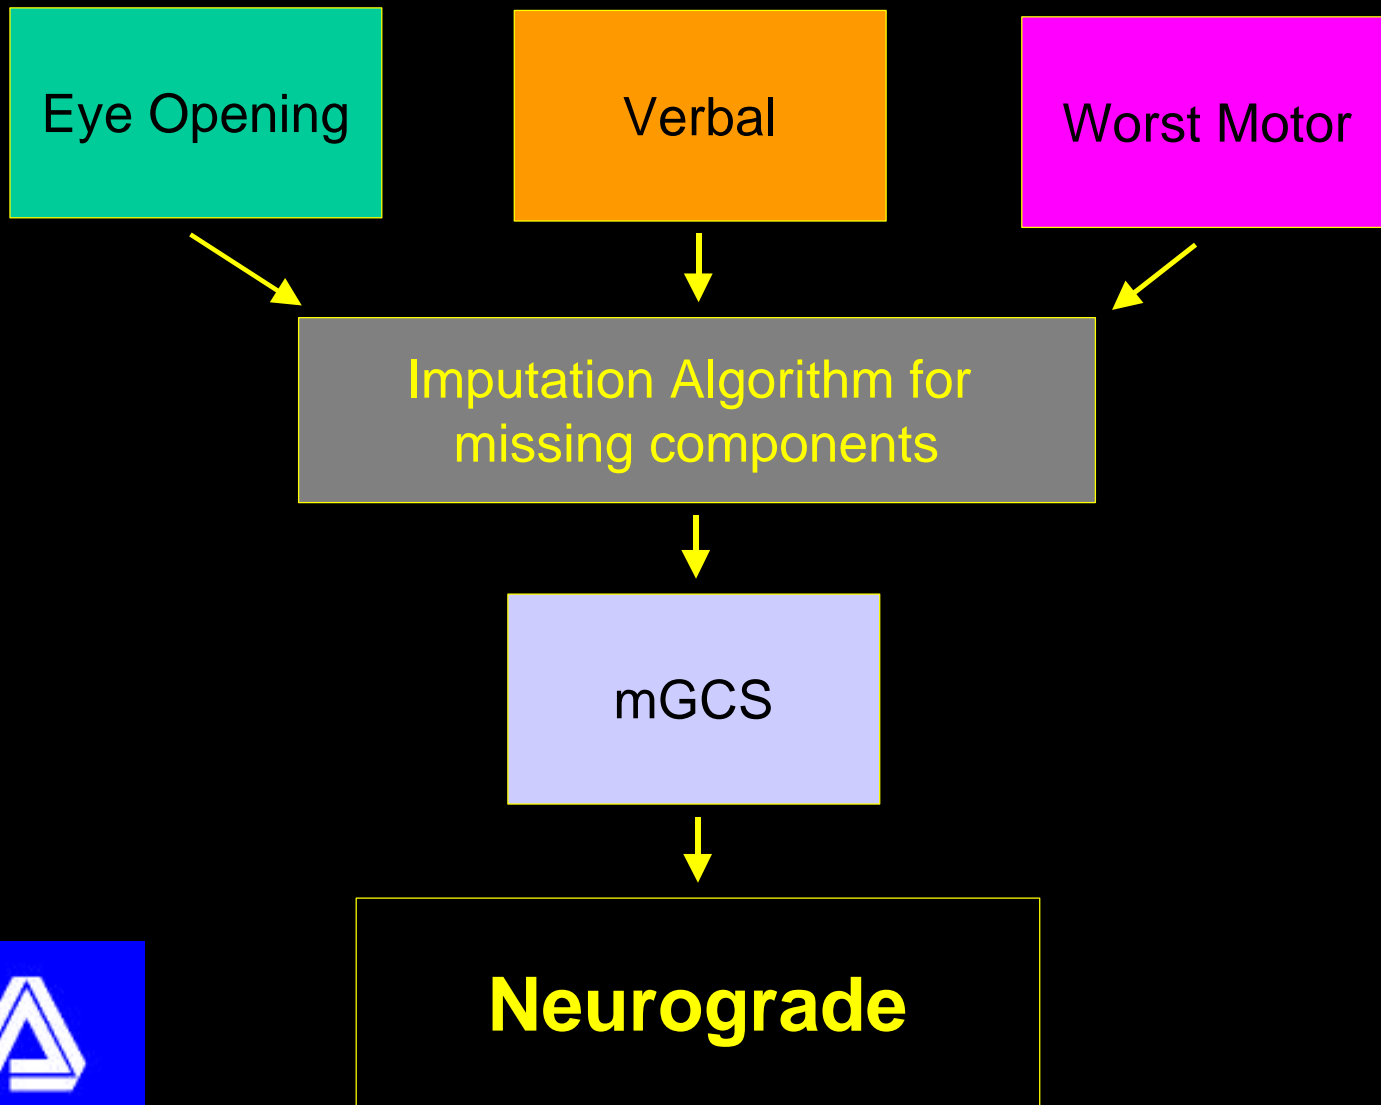 Eye Opening
Verbal
Worst Motor
Imputation Algorithm for
missing components
mGCS
Neurograde